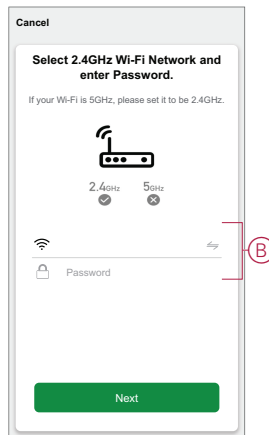 Cancel
Select 2.4GHz Wi-Fi Network and
enter Password.
If your Wi-Fi is 5GHz, please set it to be 2.4GHz.
2.4GHz 5GHz
B
Password
Next